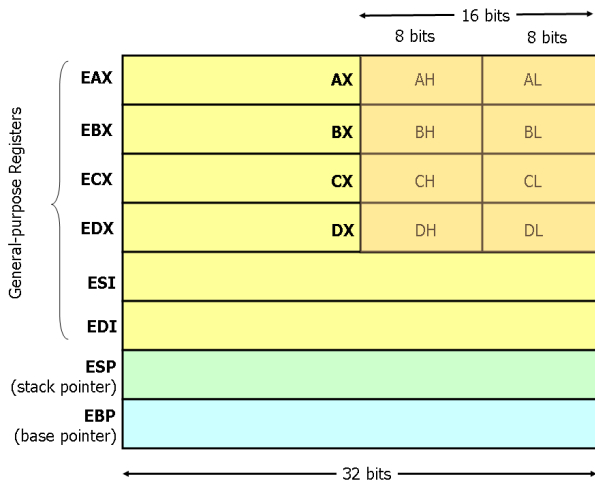 16 bits
8 bits 8 bits
EAX AX AH AL
EBX BX BH BL
ECX CX CH CL
EDX DX DH DL
General-purpose Registers
ESI
EDI
ESP
(stack pointer)
EBP
(base pointer)
32 bits